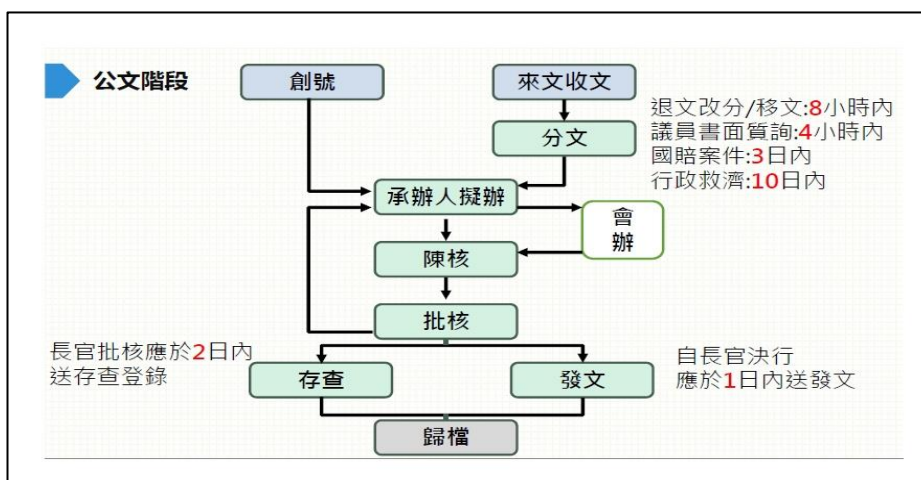 公文階段
創號
來文收文
退文改分/移文:8小時內
議員書面質詢:4小時內
國賠案件:3日內
行政救濟:10日內
分文
承辦人擬辦
會
辦
陳核
批核
長官批核應於2日內
送存查登錄
存查
發文
自長官決行
應於1日內送發文
歸檔